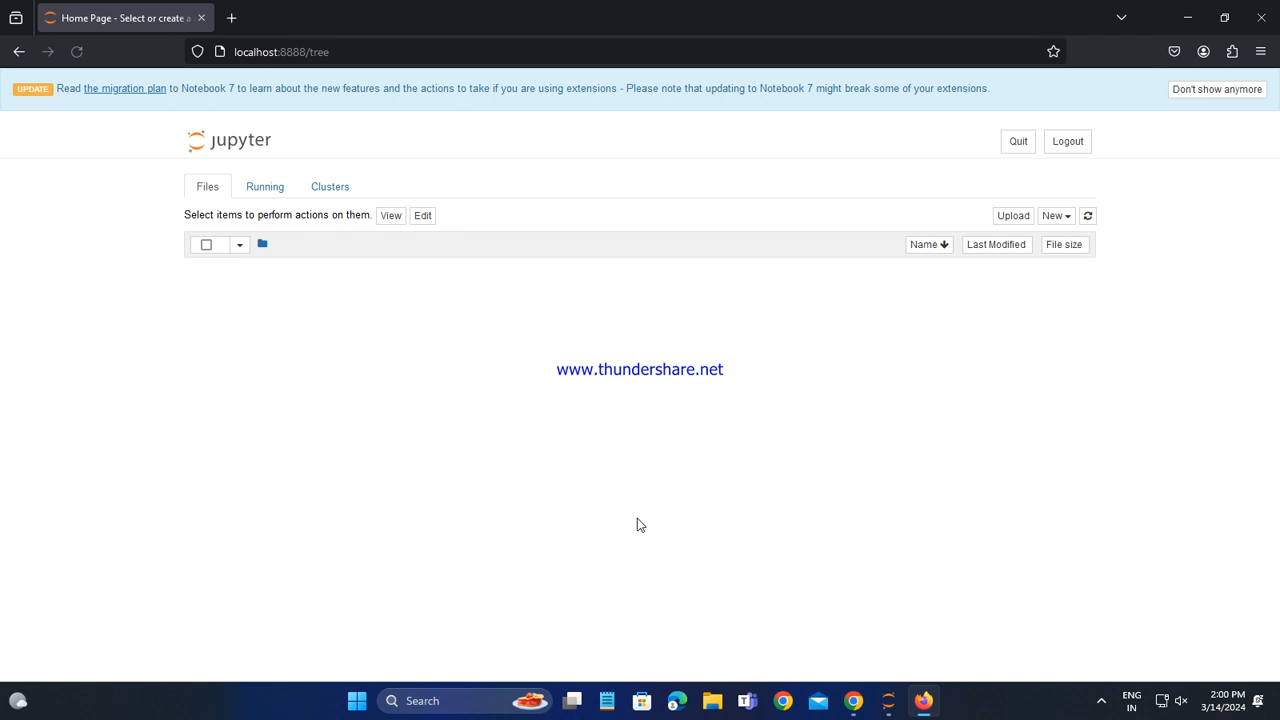 Home Page - Select or create a
localhost:8888/tree
UPDATE Read the migration plan to Notebook 7 to learn about the new features and the actions to take if you are using extensions - Please note that updating to Notebook 7 might break some of your extensions. Don't show anymore
jupyter Quit Logout
Files Running Clusters
Select items to perform actions on them. View Edit Upload New
Name Last Modified File size
www.thundershare.net
Search
ENG 2:00 PM
IN 3/14/2024